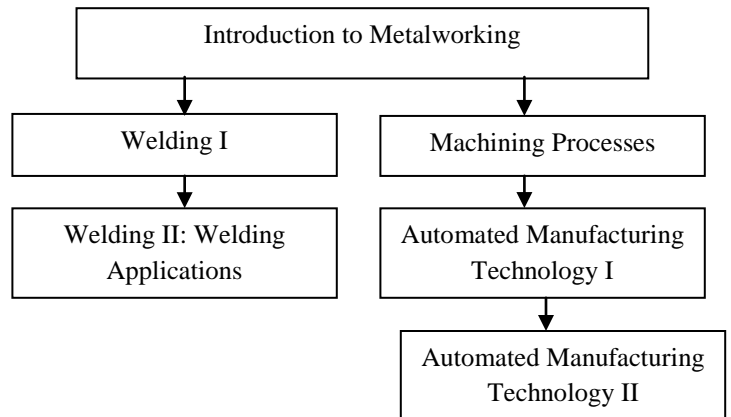 Introduction to Metalworking
Welding I
Machining Processes
Welding II: Welding
Applications
Automated Manufacturing
Technology I
Automated Manufacturing
Technology II